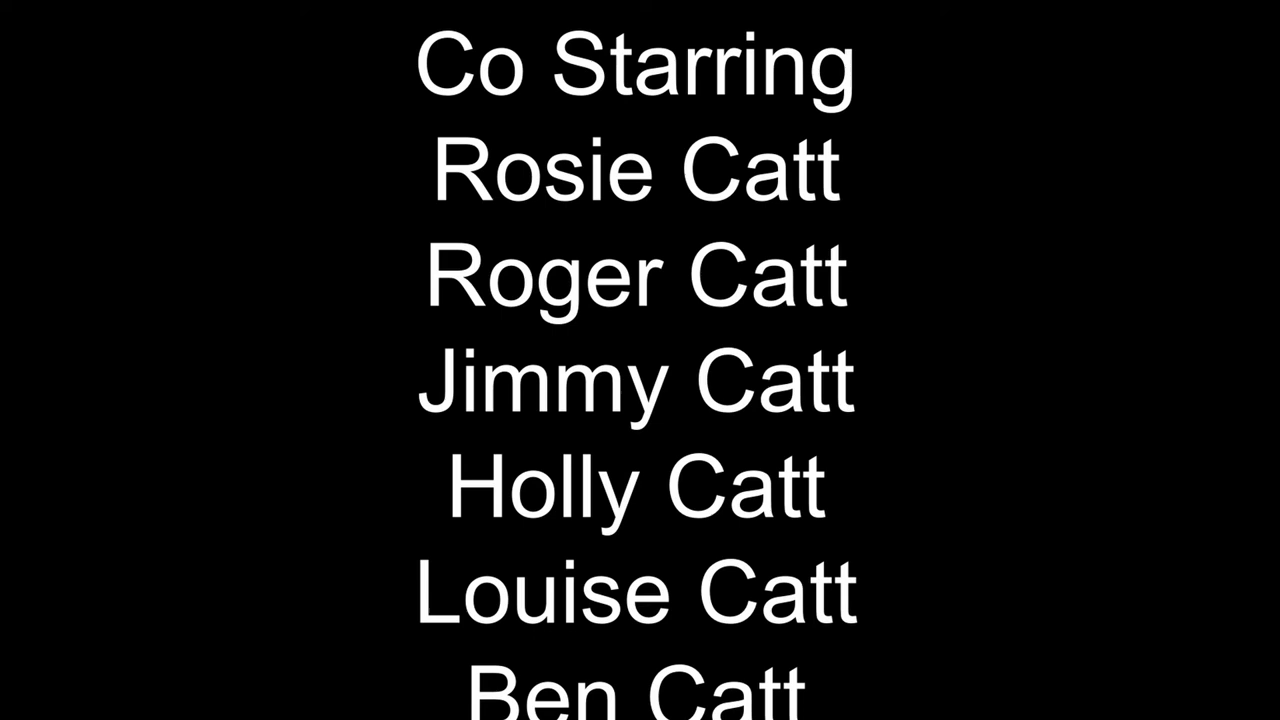 Co Starring
Rosie Catt
Roger Catt
Jimmy Catt
Holly Catt
Louise Catt
Ben Catt